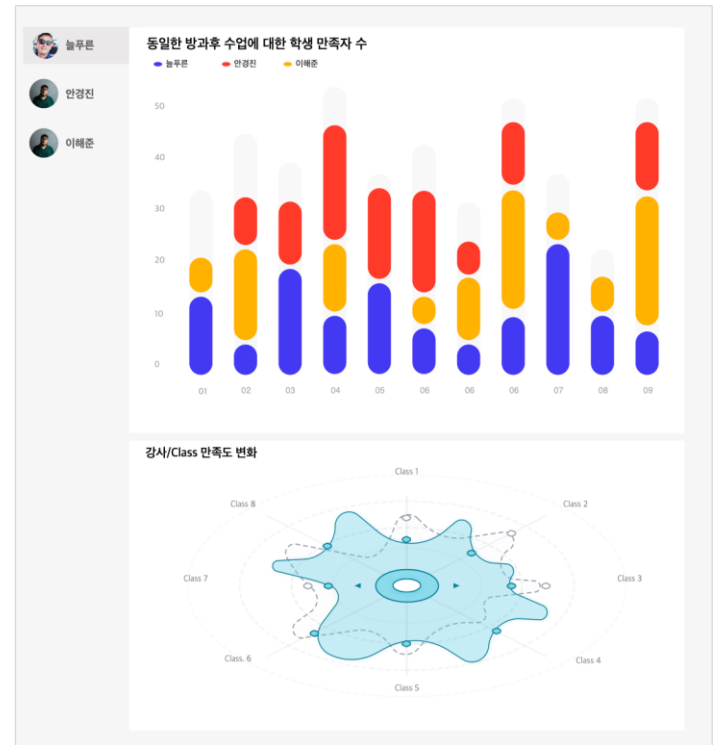 늘푸른
안경진
이해준
동일한 방과후 수업에 대한 학생 만족자 수
늘푸른 안경진 이해준
50
40
30
20
10
0
01 02 03 04 05 06 06 06 07 08 09
강사/Class 만족도 변화
Class 1
Class 8 Class 2
Class 7 Class 3
Class. 6 Class 4
Class 5